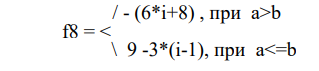 / - (6*i+8) , при a>b
f8 = <
\ 9 -3*(i-1), при a<=b